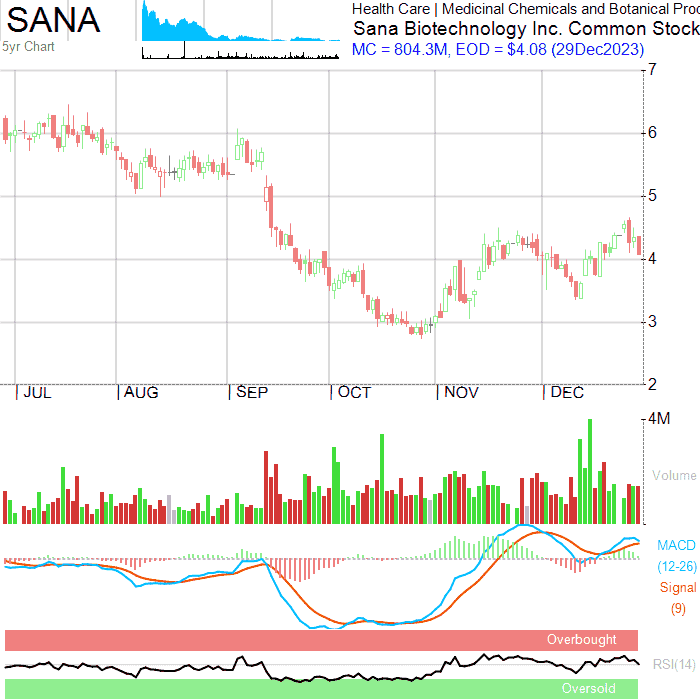 SANA
5yr Chart
Health Care | Medicinal Chemicals and Botanical Prod
Sana Biotechnology Inc. Common Stock
MC = 804.3M, EOD = $4.08 (29Dec2023)
7
6
5
4
3
2
JUL AUG SEP OCT NOV DEC
4M
Volume
MACD
(12-26)
Signal
(9)
Overbought
RSI(14)
Oversold